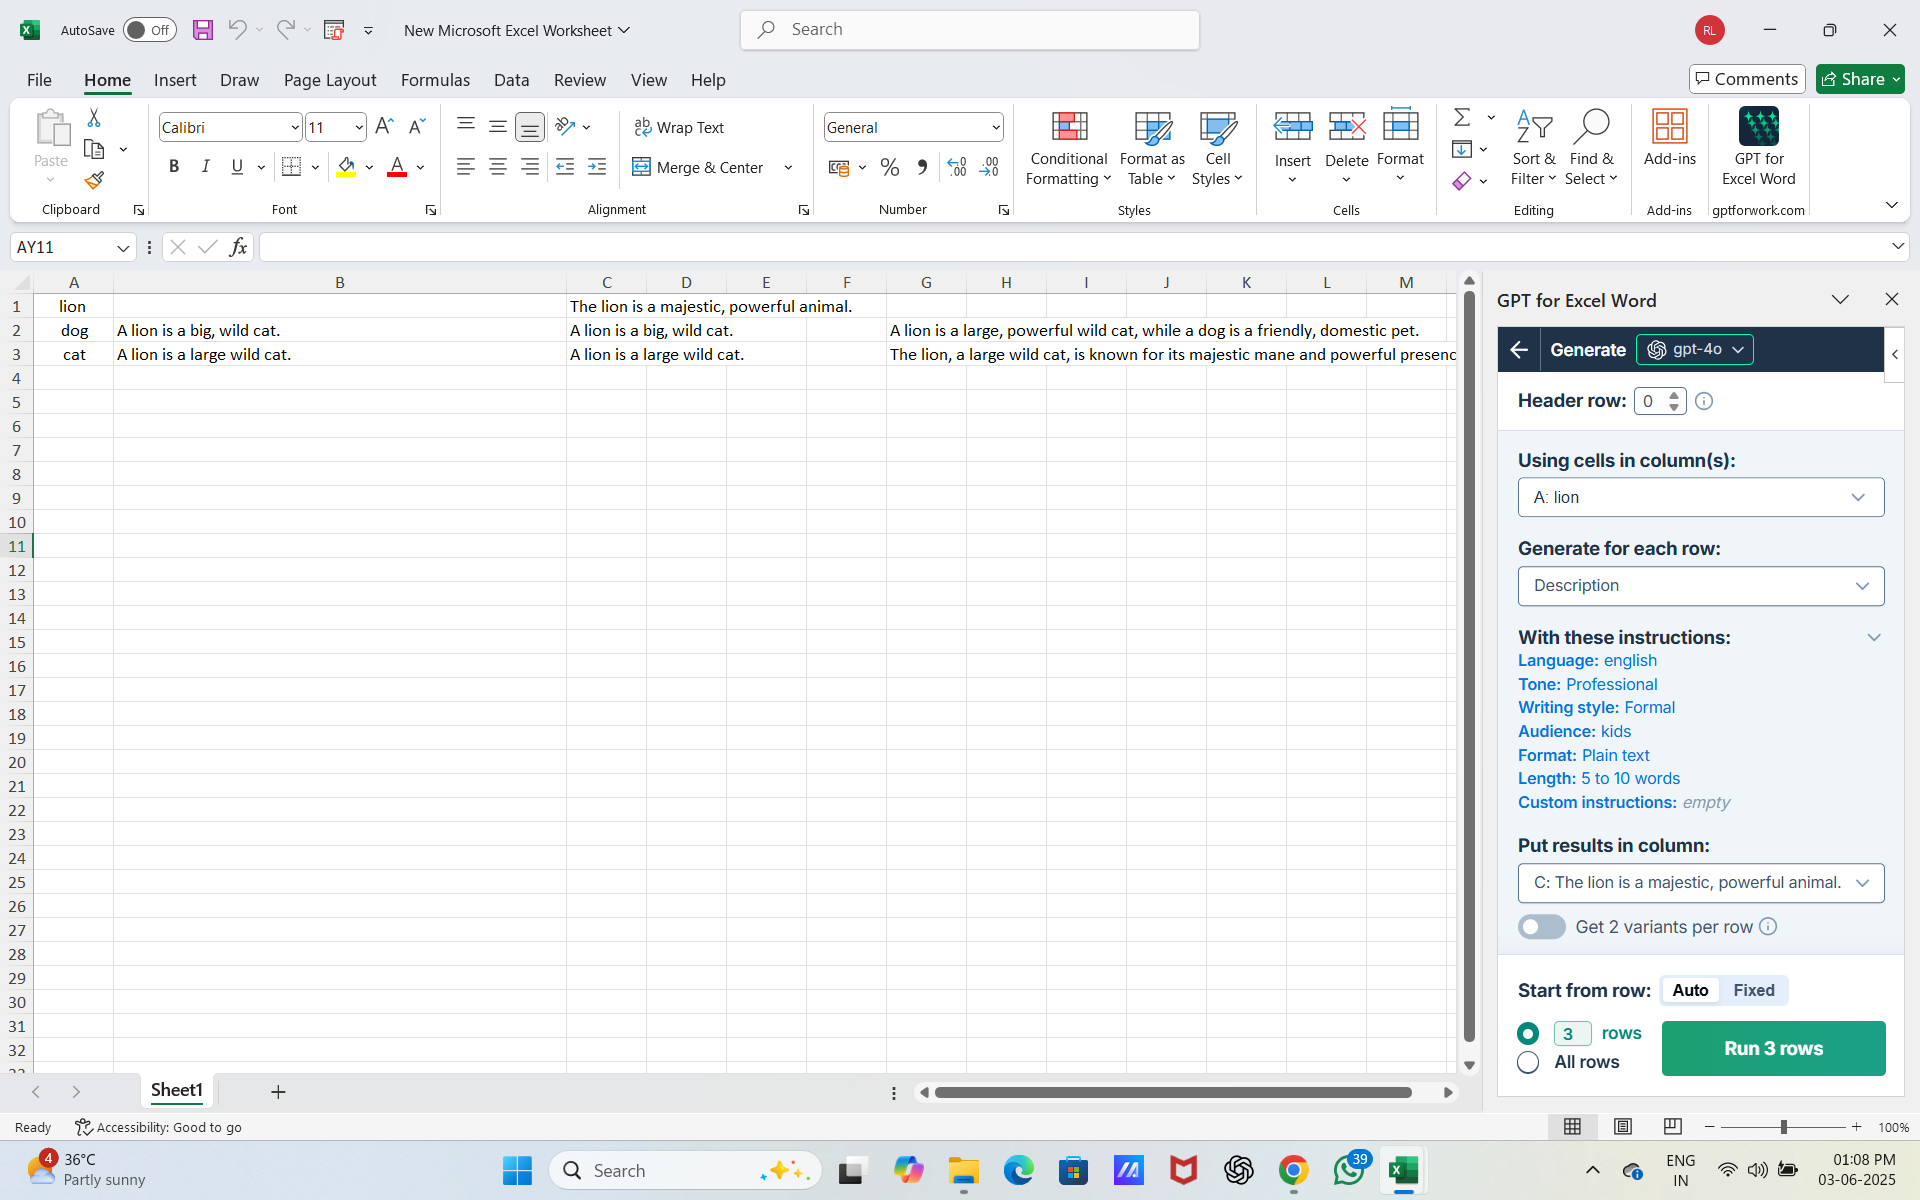 AutoSave Off New Microsoft Excel Worksheet Search RL
File Home Insert Draw Page Layout Formulas Data Review View Help Comments Share
Paste Calibri 11 Wrap Text General Conditional Formatting Format as Table Cell Styles Insert Delete Format Sort & Filter Find & Select Add-ins GPT for Excel Word
B I U A Merge & Center % 
Clipboard Font Alignment Number Styles Cells Editing Add-ins gptforwork.com
AY11 fx
A B C D E F G H I J K L M
1 lion The lion is a majestic, powerful animal.
2 dog A lion is a big, wild cat. A lion is a big, wild cat. A lion is a large, powerful wild cat, while a dog is a friendly, domestic pet.
3 cat A lion is a large wild cat. A lion is a large wild cat. The lion, a large wild cat, is known for its majestic mane and powerful presenc
4
5
6
7
8
9
10
11
12
13
14
15
16
17
18
19
20
21
22
23
24
25
26
27
28
29
30
31
32
GPT for Excel Word
Generate gpt-4o
Header row: 0
Using cells in column(s):
A: lion
Generate for each row:
Description
With these instructions:
Language: english
Tone: Professional
Writing style: Formal
Audience: kids
Format: Plain text
Length: 5 to 10 words
Custom instructions: empty
Put results in column:
C: The lion is a majestic, powerful animal.
Get 2 variants per row
Start from row: Auto Fixed
3 rows
All rows
Run 3 rows
Sheet1
Ready Accessibility: Good to go 100%
4 36°C
Partly sunny
Search
39
ENG
IN
01:08 PM
03-06-2025